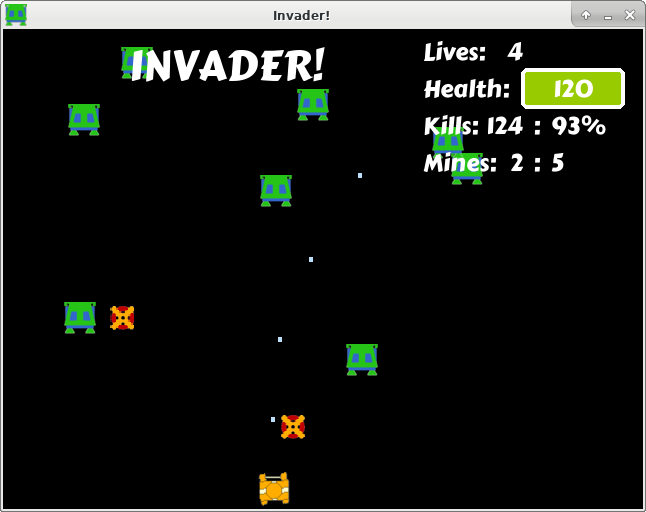 Invader!
INVADER!
Lives: 4
Health: 120
Kills: 124 : 93%
Mines: 2 : 5